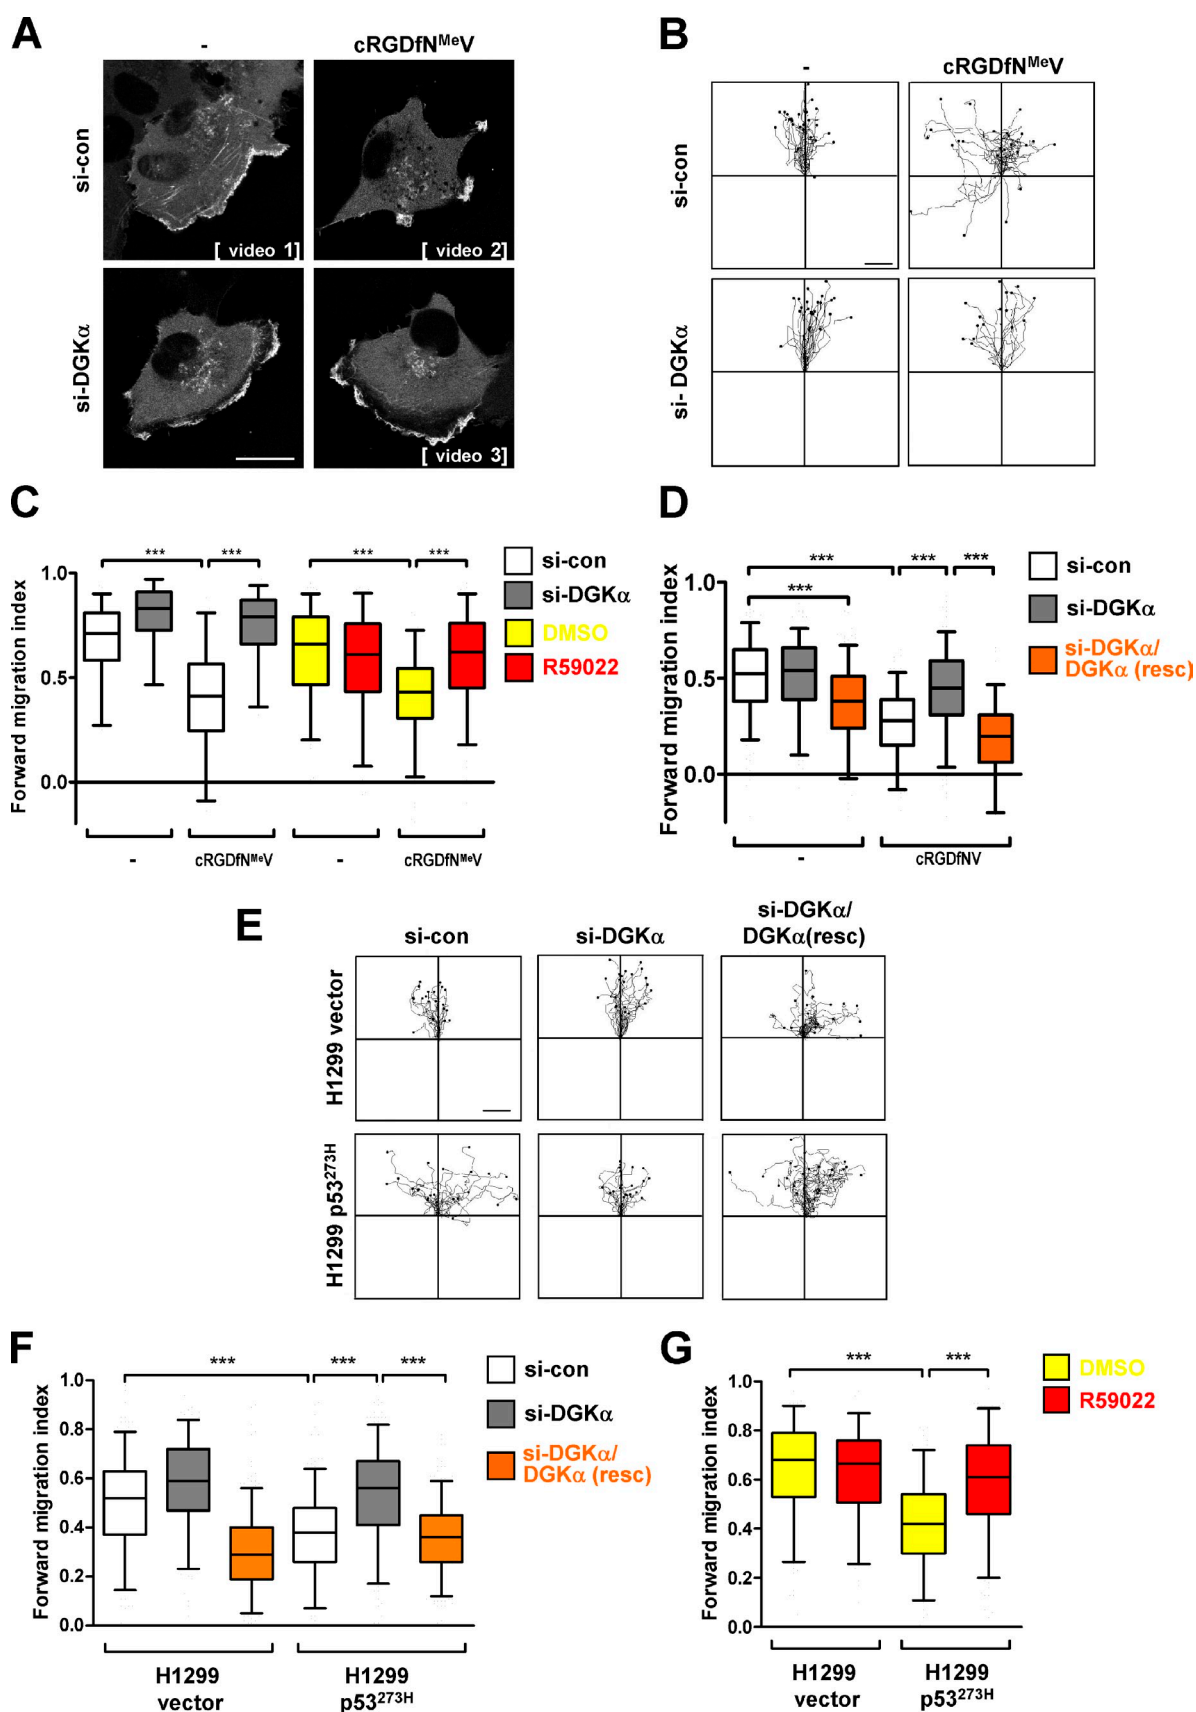 A
-
cRGDfN^MeV
si-con
[ video 1]
[ video 2]
si-DGKα
[ video 3]
B
-
cRGDfN^MeV
si-con
si- DGKα
C
Forward migration index
1.0
0.5
0.0
***
***
***
***
si-con
si-DGKα
DMSO
R59022
-
cRGDfN^MeV
-
cRGDfN^MeV
D
Forward migration index
1.0
0.5
0.0
***
***
***
***
si-con
si-DGKα
si-DGKα/
DGKα (resc)
-
cRGDfNV
E
si-con
si-DGKα
si-DGKα/
DGKα(resc)
H1299 vector
H1299 p53^273H
F
Forward migration index
1.0
0.8
0.6
0.4
0.2
0.0
***
***
***
si-con
si-DGKα
si-DGKα/
DGKα (resc)
H1299
vector
H1299
p53^273H
G
Forward migration index
1.0
0.8
0.6
0.4
0.2
0.0
***
***
DMSO
R59022
H1299
vector
H1299
p53^273H